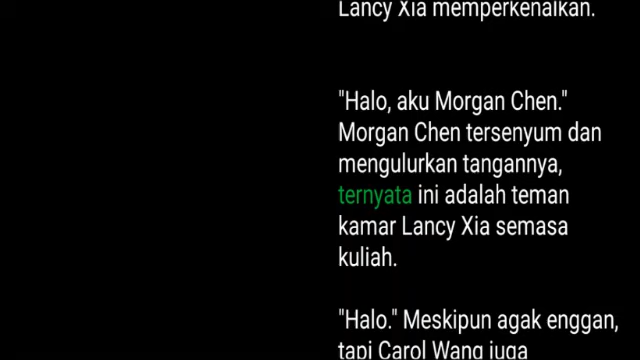 Lancy Xia memperkenalkan.
"Halo, aku Morgan Chen."
Morgan Chen tersenyum dan
mengulurkan tangannya,
ternyata ini adalah teman
kamar Lancy Xia semasa
kuliah.
"Halo." Meskipun agak enggan,
tapi Carol Wang juga